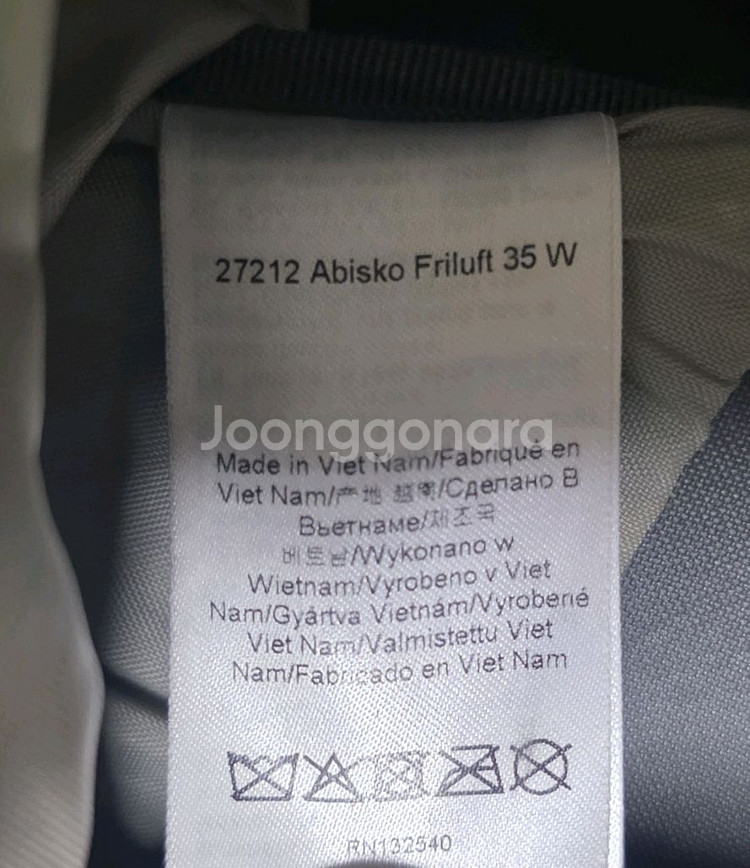 27212 Abisko Friluft 35 W
Joonggonara
Made in Viet Nam/Fabriqué en
Viet Nam/产地 越南/Сделано В
Вьетнаме/제조국
베트남/Wykonano w
Wietnam/Vyrobeno v Viet
Nam/Gyártva Vietnám/Vyrobené
Viet Nam/Valmistettu Viet
Nam/Fabricado en Viet Nam
RN132540